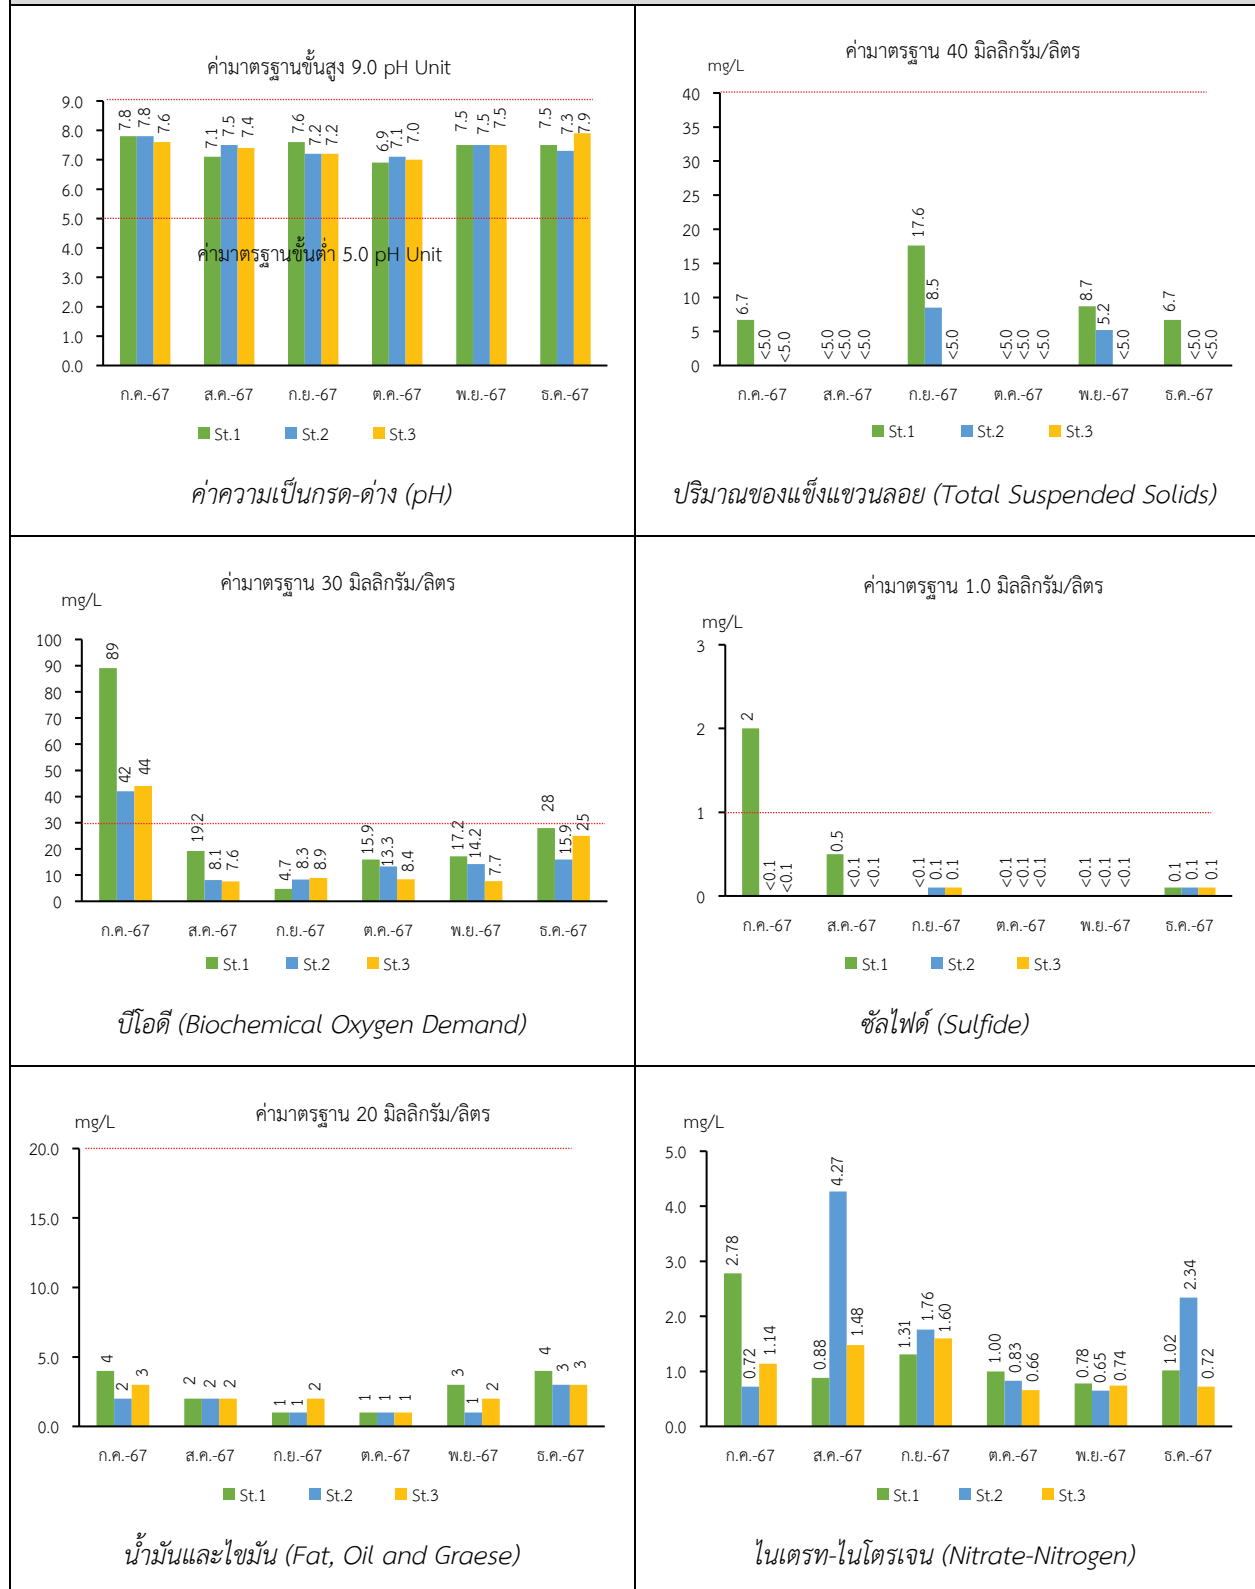 ค่ามาตรฐานขั้นสูง 9.0 pH Unit
9.0
8.0
7.0
6.0
5.0
4.0
3.0
2.0
1.0
0.0
7.8 7.8 7.6 7.1 7.5 7.4 7.6 7.2 7.2 6.9 7.1 7.0 7.5 7.5 7.5 7.5 7.3 7.9
ค่ามาตรฐานขั้นต่ำ 5.0 pH Unit
ก.ค.-67 ส.ค.-67 ก.ย.-67 ต.ค.-67 พ.ย.-67 ธ.ค.-67
St.1 St.2 St.3
ค่าความเป็นกรด-ด่าง (pH)
ค่ามาตรฐาน 40 มิลลิกรัม/ลิตร
mg/L
40
35
30
25
20
15
10
5
0
6.7 <5.0 <5.0 <5.0 <5.0 <5.0 17.6 8.5 <5.0 <5.0 <5.0 <5.0 8.7 5.2 <5.0 6.7 <5.0 <5.0
ก.ค.-67 ส.ค.-67 ก.ย.-67 ต.ค.-67 พ.ย.-67 ธ.ค.-67
St.1 St.2 St.3
ปริมาณของแข็งแขวนลอย (Total Suspended Solids)
ค่ามาตรฐาน 30 มิลลิกรัม/ลิตร
mg/L
100
90
80
70
60
50
40
30
20
10
0
89 42 44 19.2 8.1 7.6 4.7 8.3 8.9 15.9 13.3 8.4 17.2 14.2 7.7 28 15.9 25
ก.ค.-67 ส.ค.-67 ก.ย.-67 ต.ค.-67 พ.ย.-67 ธ.ค.-67
St.1 St.2 St.3
บีโอดี (Biochemical Oxygen Demand)
ค่ามาตรฐาน 1.0 มิลลิกรัม/ลิตร
mg/L
3
2
1
0
2 <0.1 <0.1 0.5 <0.1 <0.1 <0.1 0.1 0.1 <0.1 <0.1 <0.1 <0.1 <0.1 <0.1 0.1 0.1 0.1
ก.ค.-67 ส.ค.-67 ก.ย.-67 ต.ค.-67 พ.ย.-67 ธ.ค.-67
St.1 St.2 St.3
ซัลไฟด์ (Sulfide)
ค่ามาตรฐาน 20 มิลลิกรัม/ลิตร
mg/L
20.0
15.0
10.0
5.0
0.0
4 2 3 2 2 2 1 1 2 1 1 1 3 1 2 4 3 3
ก.ค.-67 ส.ค.-67 ก.ย.-67 ต.ค.-67 พ.ย.-67 ธ.ค.-67
St.1 St.2 St.3
น้ำมันและไขมัน (Fat, Oil and Graese)
mg/L
5.0
4.0
3.0
2.0
1.0
0.0
2.78 0.72 1.14 0.88 4.27 1.48 1.31 1.76 1.60 1.00 0.83 0.66 0.78 0.65 0.74 1.02 2.34 0.72
ก.ค.-67 ส.ค.-67 ก.ย.-67 ต.ค.-67 พ.ย.-67 ธ.ค.-67
St.1 St.2 St.3
ไนเตรท-ไนโตรเจน (Nitrate-Nitrogen)